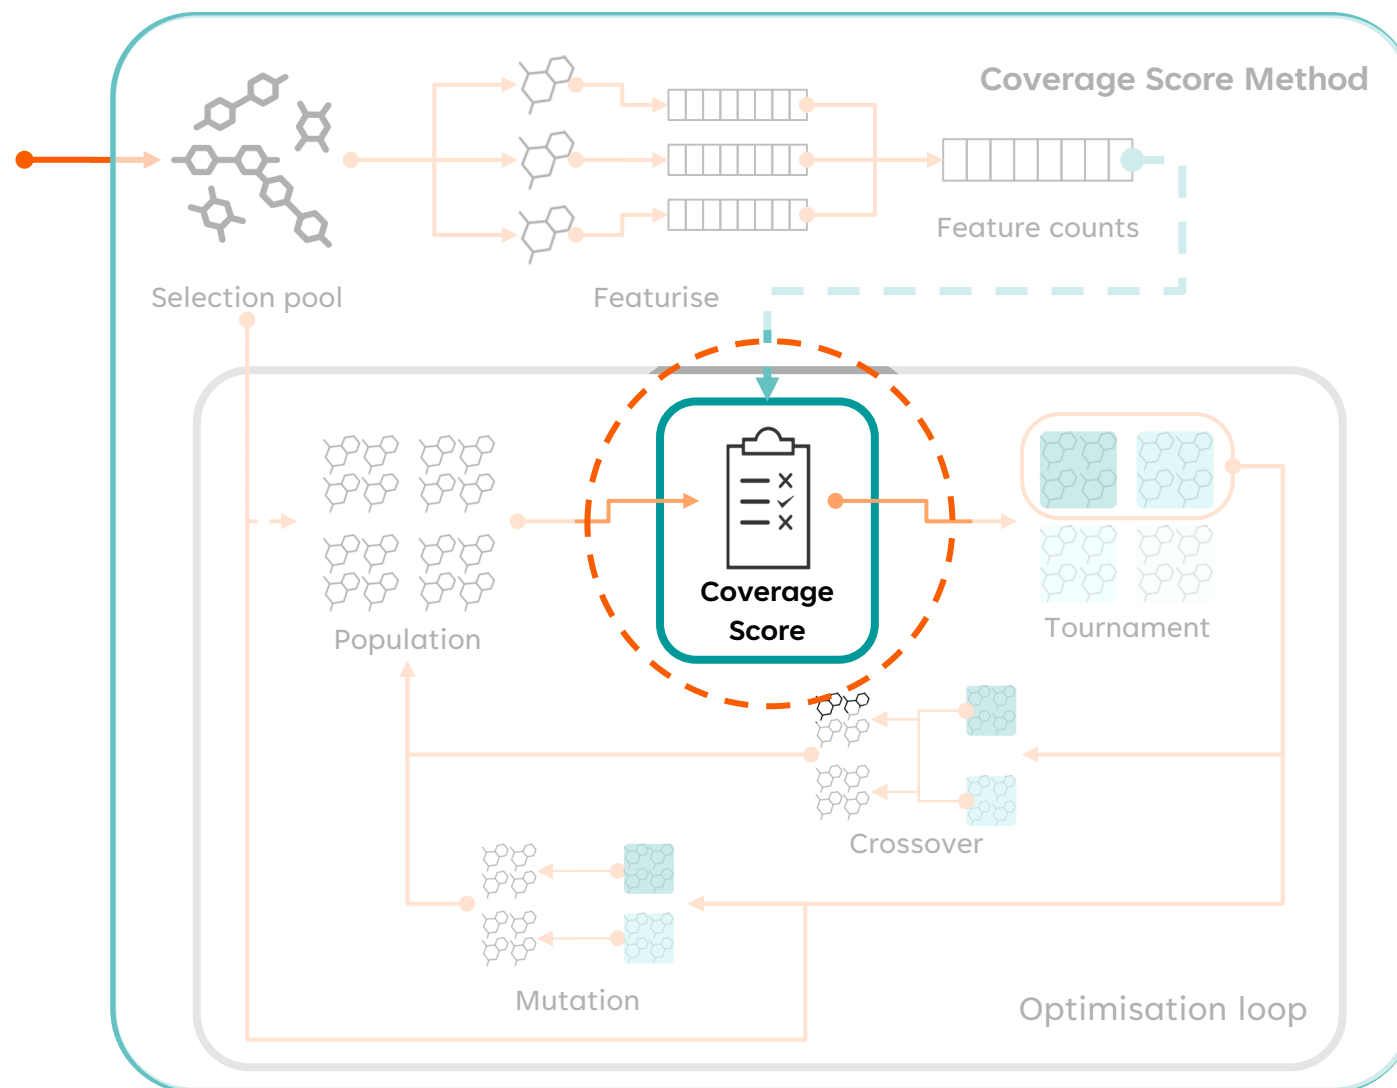 Coverage Score Method
Feature counts
Selection pool
Featurise
Coverage
Score
Population
Tournament
Crossover
Mutation
Optimisation loop